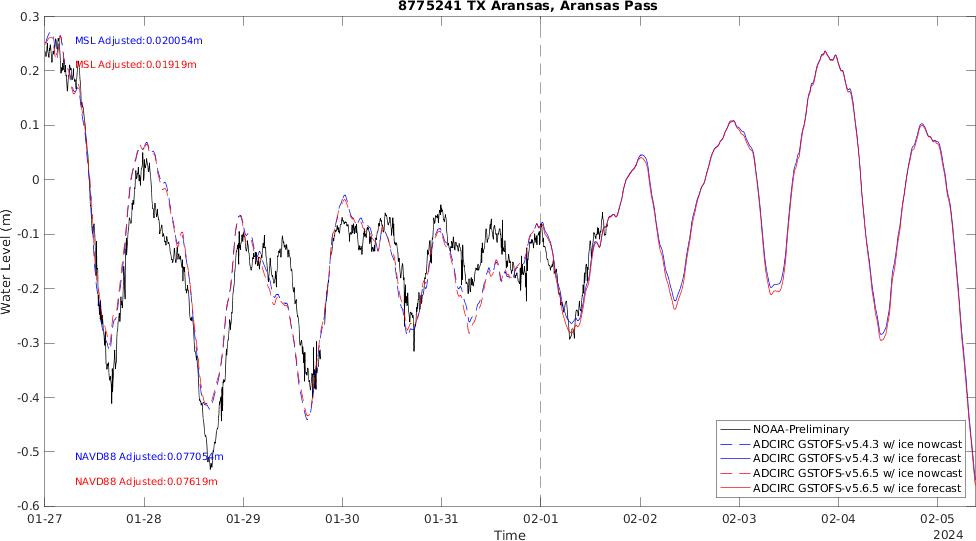 8775241 TX Aransas, Aransas Pass
0.3
0.2
0.1
0
-0.1
-0.2
-0.3
-0.4
-0.5
-0.6
Water Level (m)
MSL Adjusted:0.020054m
MSL Adjusted:0.01919m
NAVD88 Adjusted:0.077054m
NAVD88 Adjusted:0.07619m
NOAA-Preliminary
ADCIRC GSTOFS-v5.4.3 w/ ice nowcast
ADCIRC GSTOFS-v5.4.3 w/ ice forecast
ADCIRC GSTOFS-v5.6.5 w/ ice nowcast
ADCIRC GSTOFS-v5.6.5 w/ ice forecast
01-27 01-28 01-29 01-30 01-31 02-01 02-02 02-03 02-04 02-05
Time
2024